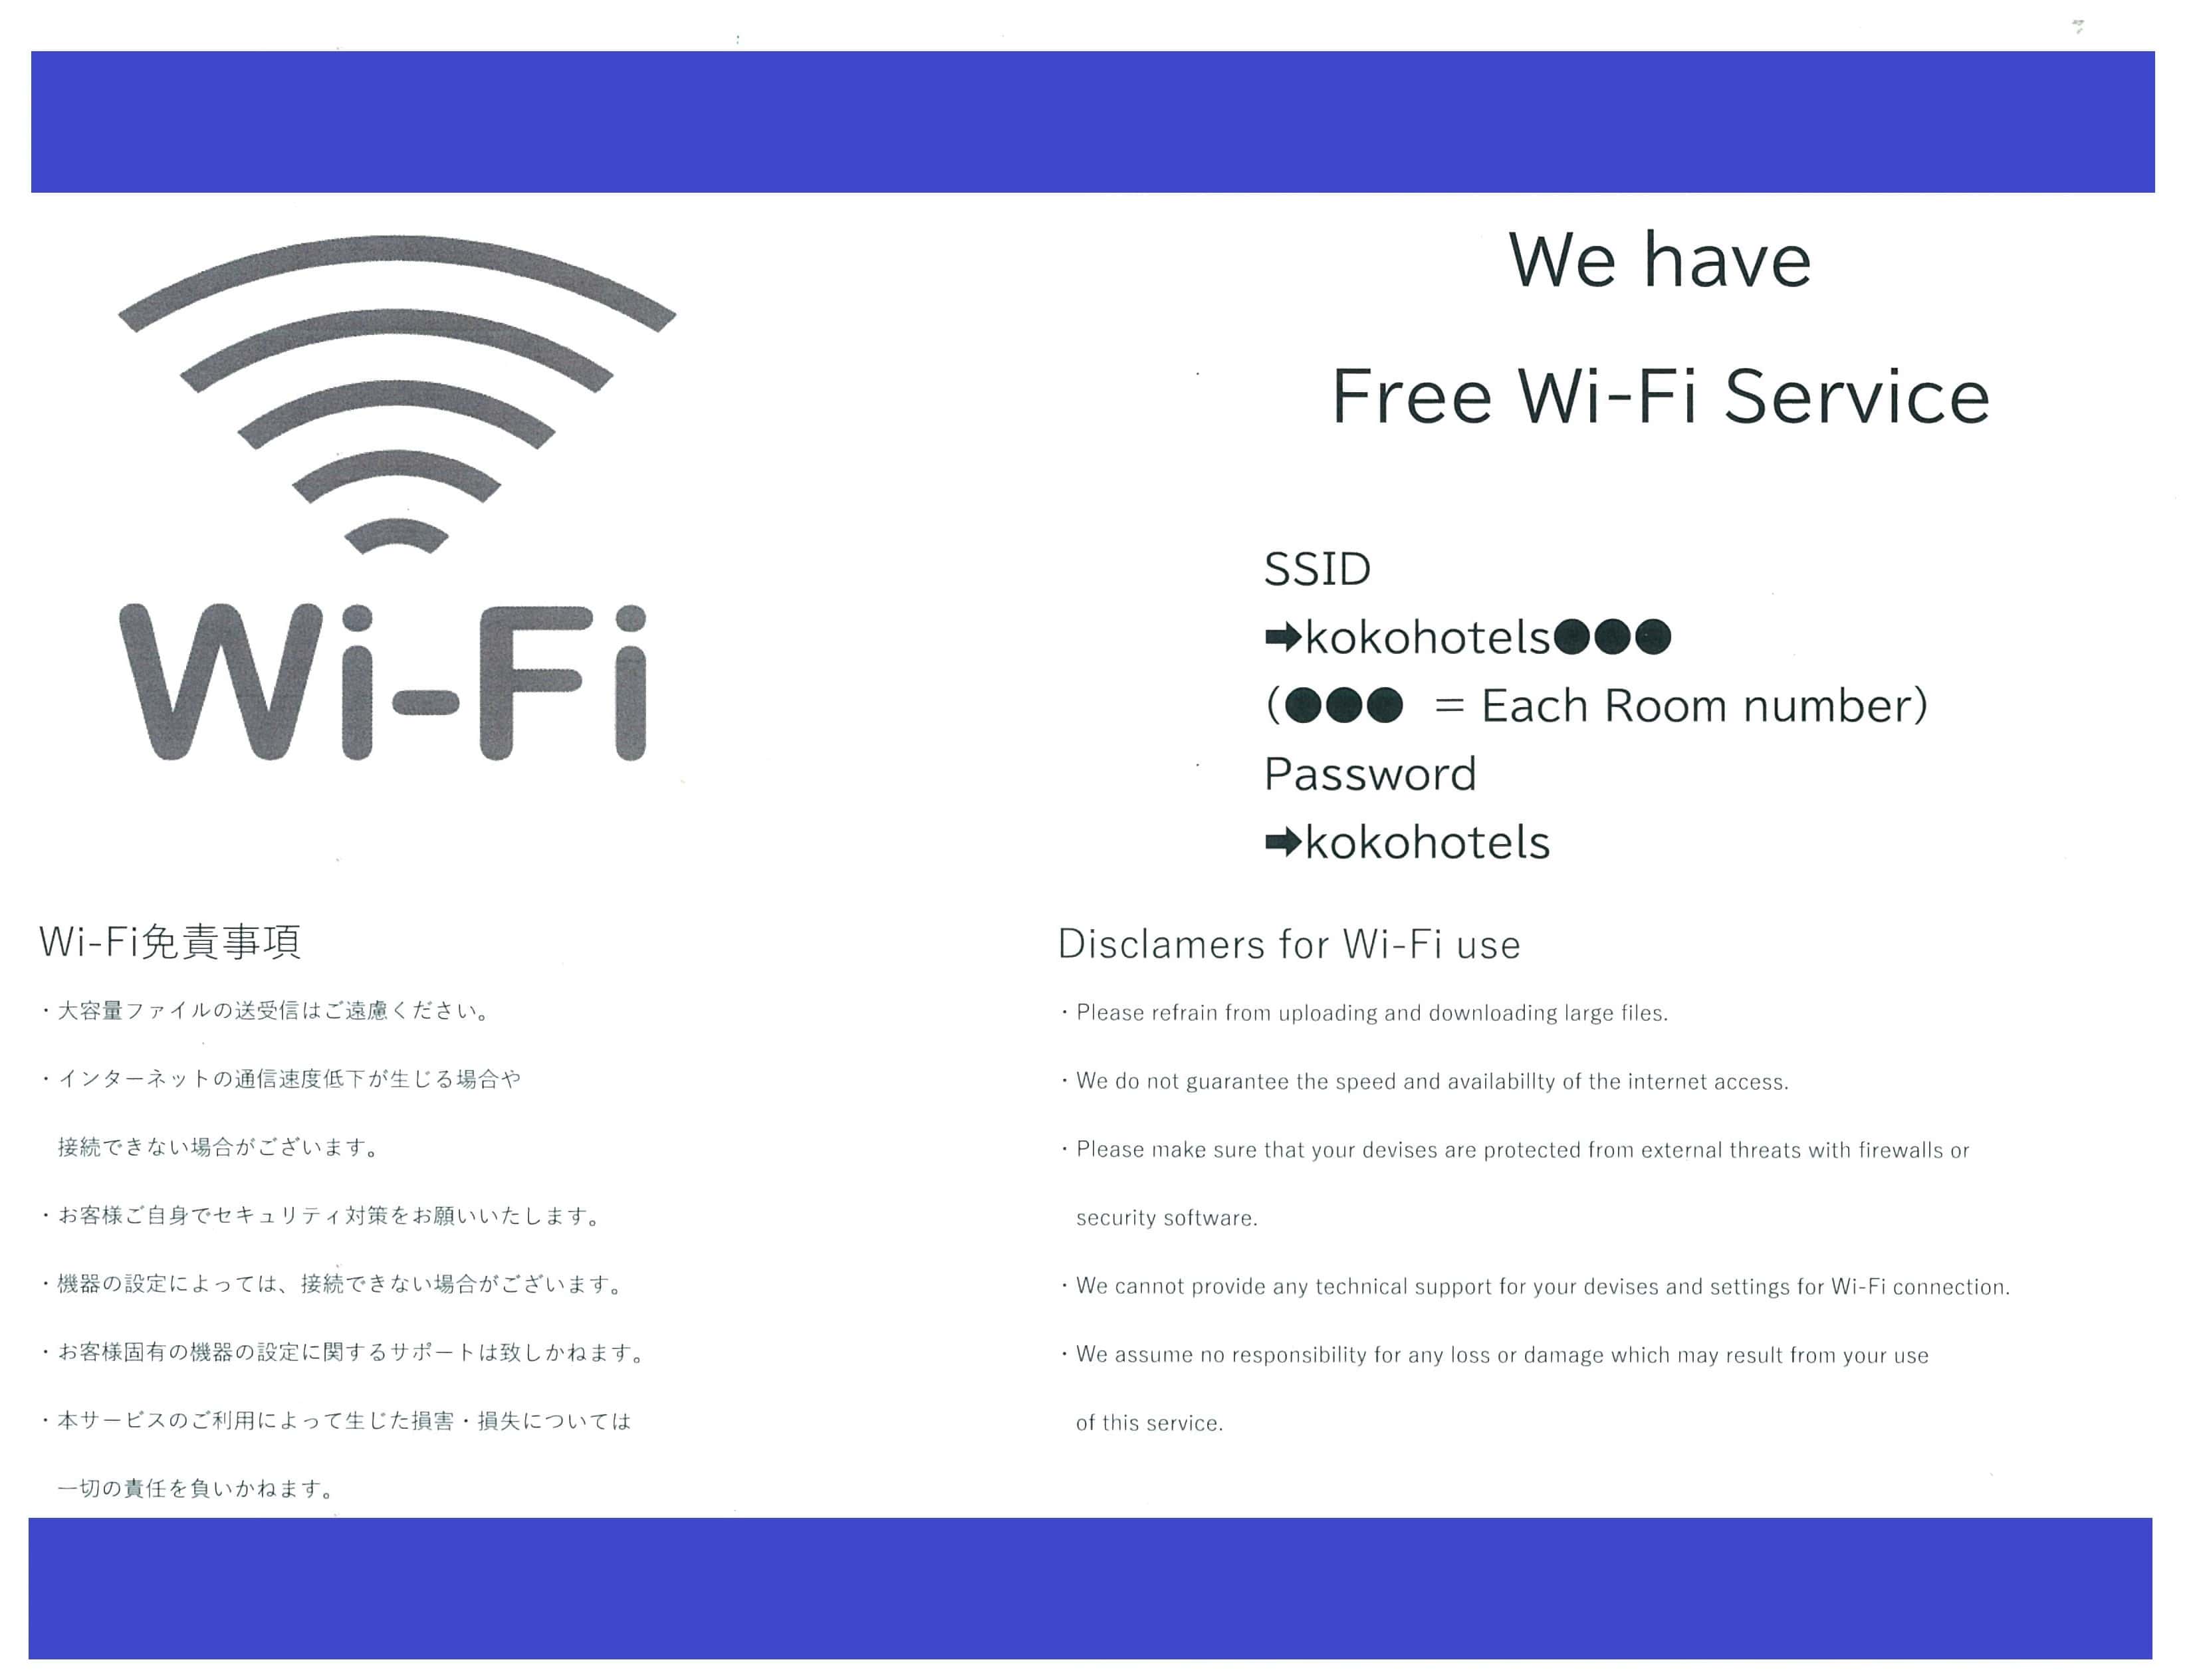 Wi-Fi
We have
Free Wi-Fi Service
SSID
➡kokohotels●●●
(●●● = Each Room number)
Password
➡kokohotels
Wi-Fi免責事項
・大容量ファイルの送受信はご遠慮ください。
・インターネットの通信速度低下が生じる場合や
接続できない場合がございます。
・お客様ご自身でセキュリティ対策をお願いいたします。
・機器の設定によっては、接続できない場合がございます。
・お客様固有の機器の設定に関するサポートは致しかねます。
・本サービスのご利用によって生じた損害・損失については
一切の責任を負いかねます。
Disclamers for Wi-Fi use
・Please refrain from uploading and downloading large files.
・We do not guarantee the speed and availabillty of the internet access.
・Please make sure that your devises are protected from external threats with firewalls or
security software.
・We cannot provide any technical support for your devises and settings for Wi-Fi connection.
・We assume no responsibility for any loss or damage which may result from your use
of this service.